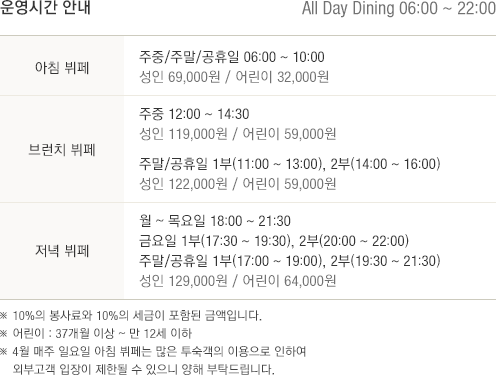 운영시간 안내
All Day Dining 06:00 ~ 22:00
아침 뷔페
주중/주말/공휴일 06:00 ~ 10:00
성인 69,000원 / 어린이 32,000원
브런치 뷔페
주중 12:00 ~ 14:30
성인 119,000원 / 어린이 59,000원
주말/공휴일 1부(11:00 ~ 13:00), 2부(14:00 ~ 16:00)
성인 122,000원 / 어린이 59,000원
저녁 뷔페
월 ~ 목요일 18:00 ~ 21:30
금요일 1부(17:30 ~ 19:30), 2부(20:00 ~ 22:00)
주말/공휴일 1부(17:00 ~ 19:00), 2부(19:30 ~ 21:30)
성인 129,000원 / 어린이 64,000원
※ 10%의 봉사료와 10%의 세금이 포함된 금액입니다.
※ 어린이 : 37개월 이상 ~ 만 12세 이하
※ 4월 매주 일요일 아침 뷔페는 많은 투숙객의 이용으로 인하여
외부고객 입장이 제한될 수 있으니 양해 부탁드립니다.